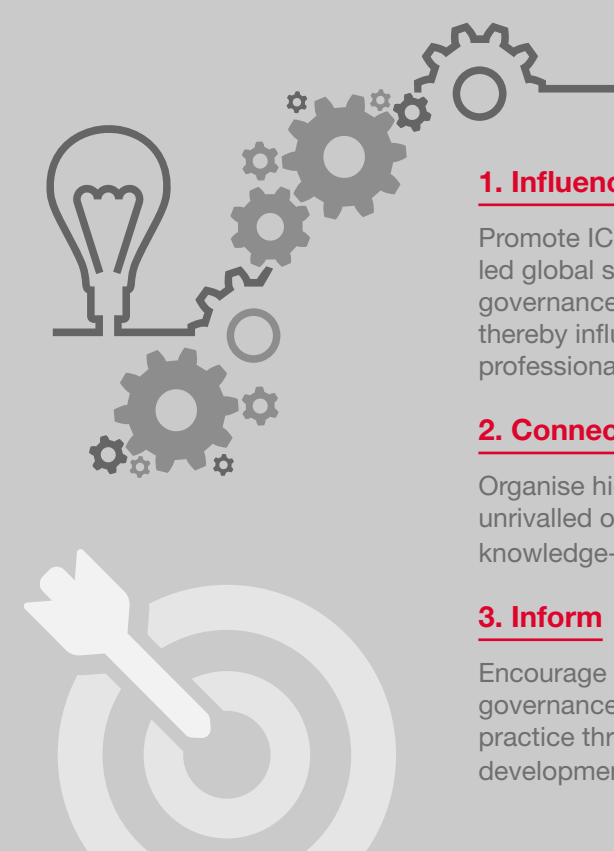 1. Influenc
Promote IC
led global s
governance
thereby influ
professiona
2. Connec
Organise hi
unrivalled o
knowledge-
3. Inform
Encourage
governance
practice thr
developmen